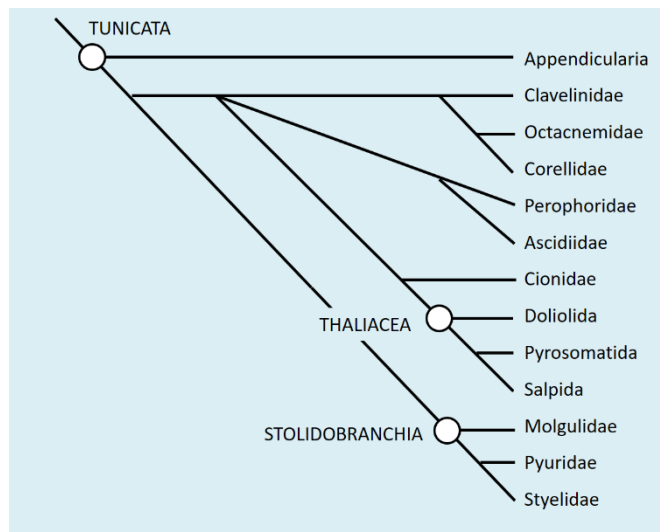 TUNICATA
Appendicularia
Clavelinidae
Octacnemidae
Corellidae
Perophoridae
Ascidiidae
Cionidae
THALIACEA
Doliolida
Pyrosomatida
Salpida
STOLIDOBRANCHIA
Molgulidae
Pyuridae
Styelidae